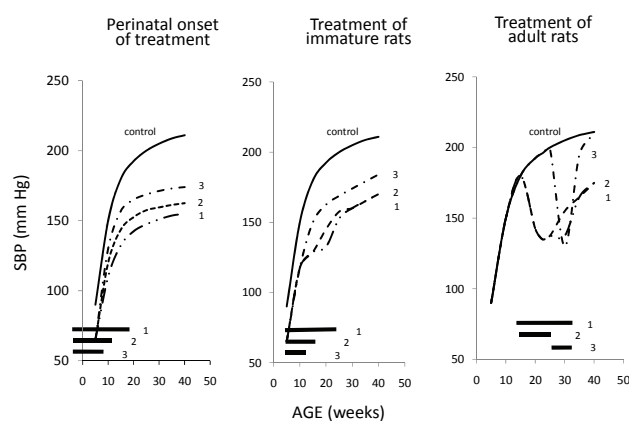 Perinatal onset
of treatment
Treatment of
immature rats
Treatment of
adult rats
SBP (mm Hg)
250
200
150
100
50
control
3
2
1
1
2
3
0 10 20 30 40 50
250
200
150
100
50
control
3
2
1
1
2
3
0 10 20 30 40 50
250
200
150
100
50
control
3
2
1
1
2
3
0 10 20 30 40 50
AGE (weeks)